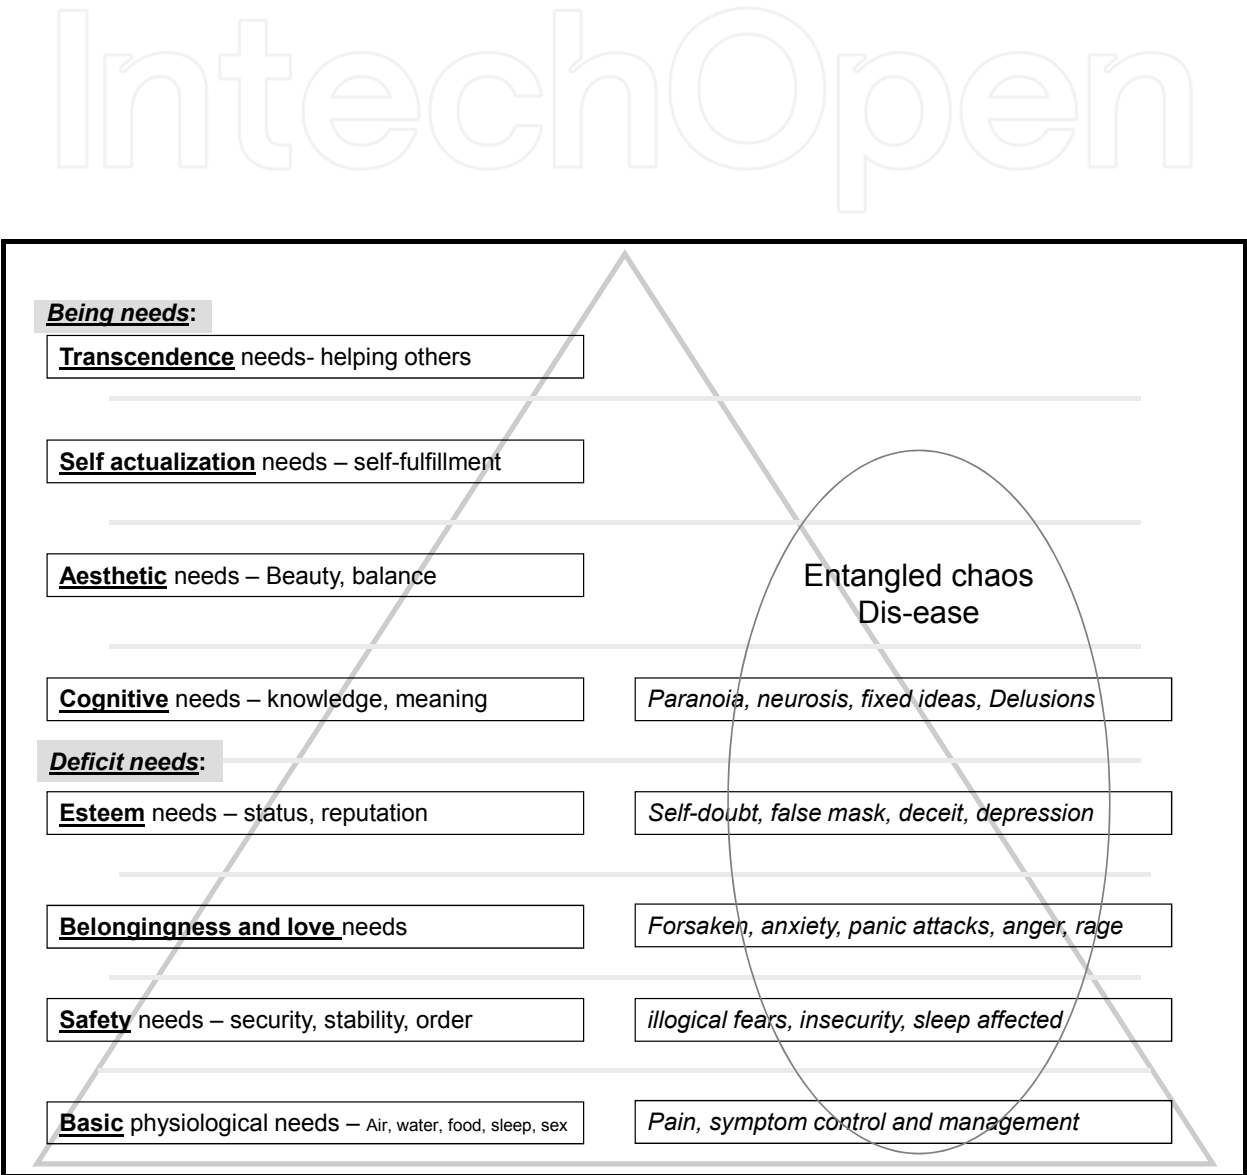 IntechOpen
Being needs:
Transcendence needs- helping others
Self actualization needs – self-fulfillment
Aesthetic needs – Beauty, balance
Entangled chaos
Dis-ease
Cognitive needs – knowledge, meaning
Paranoia, neurosis, fixed ideas, Delusions
Deficit needs:
Esteem needs – status, reputation
Self-doubt, false mask, deceit, depression
Belongingness and love needs
Forsaken, anxiety, panic attacks, anger, rage
Safety needs – security, stability, order
illogical fears, insecurity, sleep affected
Basic physiological needs – Air, water, food, sleep, sex
Pain, symptom control and management